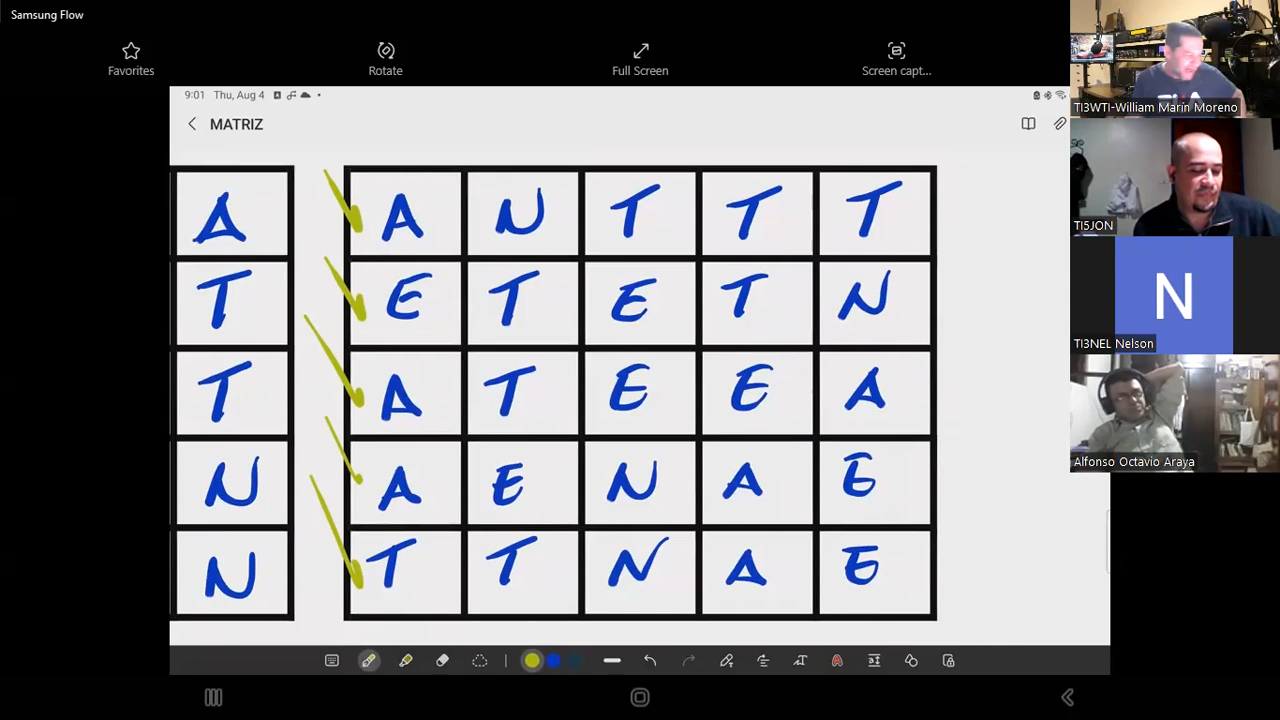 Samsung Flow
Favorites Rotate Full Screen Screen capt...
TI3WTI-William Marin Moreno
9:01 Thu, Aug 4
MATRIZ
A A N T T T
TI5JON
T E T E T N
N
TI3NEL Nelson
T A T E E A
N A E N A E
Alfonso Octavio Araya
N T T N A E